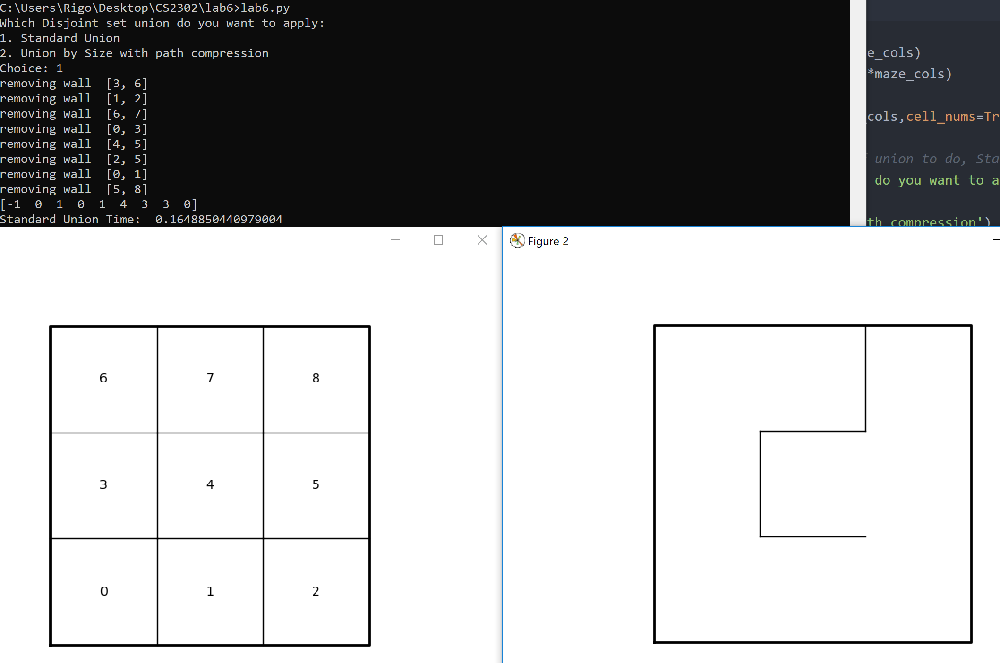 C:\Users\Rigo\Desktop\CS2302\lab6>lab6.py
Which Disjoint set union do you want to apply:
1. Standard Union
2. Union by Size with path compression
Choice: 1
removing wall  [3, 6]
removing wall  [1, 2]
removing wall  [6, 7]
removing wall  [0, 3]
removing wall  [4, 5]
removing wall  [2, 5]
removing wall  [0, 1]
removing wall  [5, 8]
[-1  0  1  0  1  4  3  3  0]
Standard Union Time:  0.1648850440979004
e_cols)
*maze_cols)
cols,cell_nums=Tr
union to do, Sta
do you want to a
th compression')
Figure 2
6 7 8
3 4 5
0 1 2